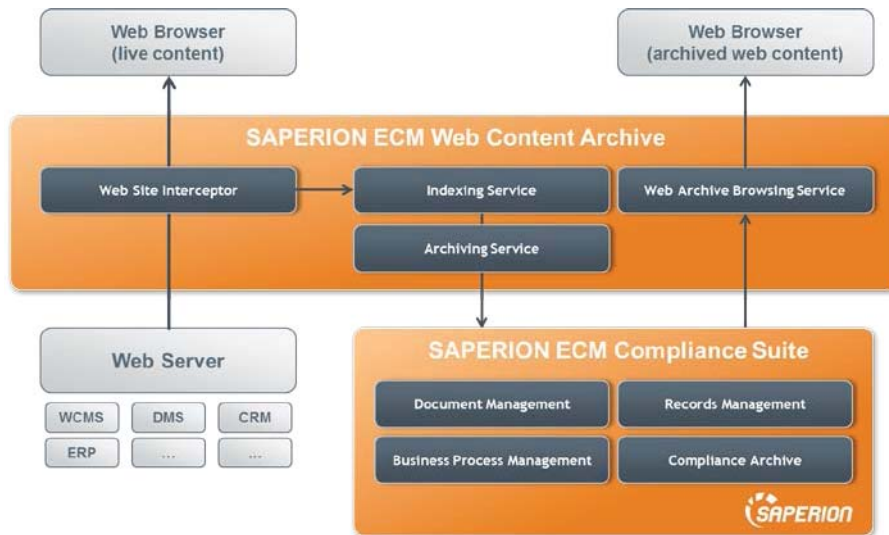 Web Browser
(live content)
Web Browser
(archived web content)
SAPERION ECM Web Content Archive
Web Site Interceptor
Indexing Service
Web Archive Browsing Service
Archiving Service
Web Server
WCMS
DMS
CRM
ERP
...
...
SAPERION ECM Compliance Suite
Document Management
Records Management
Business Process Management
Compliance Archive
SAPERION